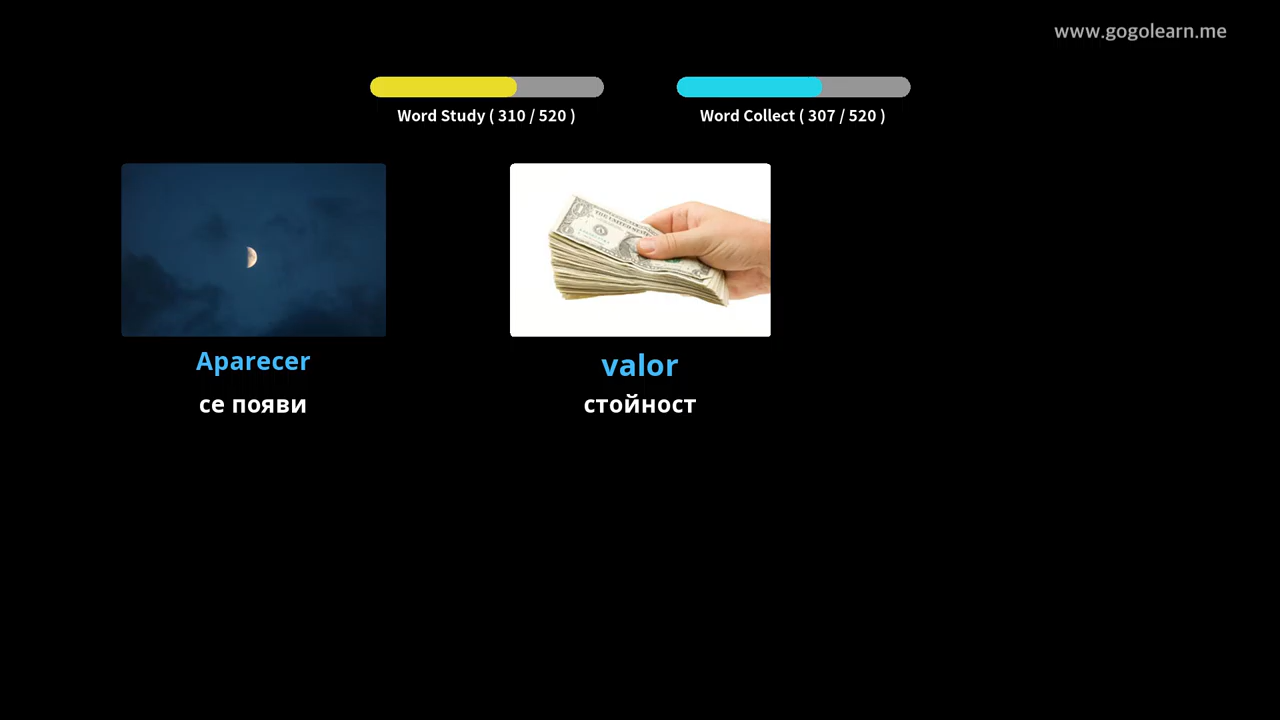 www.gogolearn.me
Word Study ( 310 / 520 )
Word Collect ( 307 / 520 )
Aparecer
се появи
valor
стойност